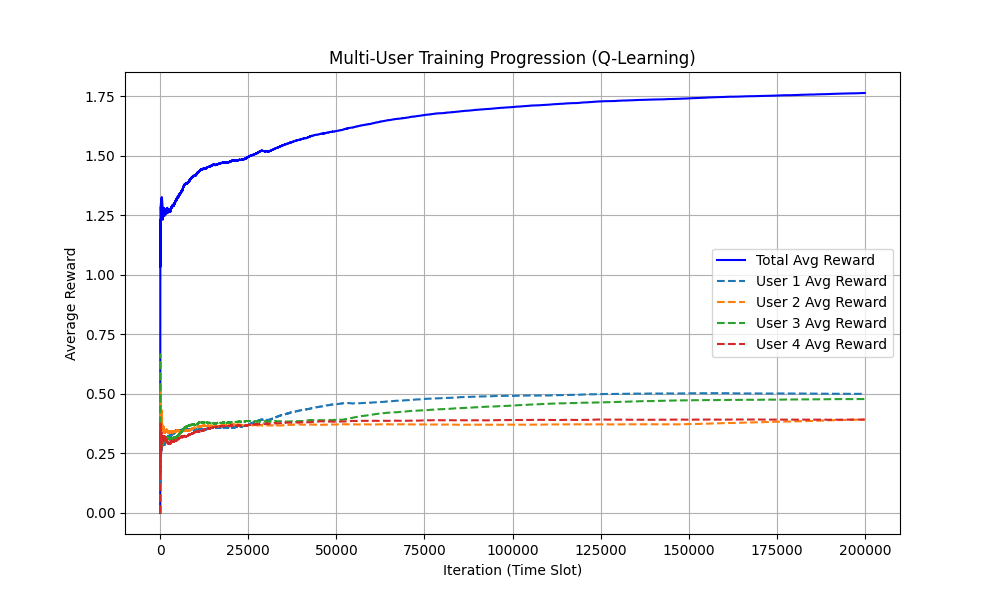 Multi-User Training Progression (Q-Learning)
Average Reward
1.75
1.50
1.25
1.00
0.75
0.50
0.25
0.00
Total Avg Reward
User 1 Avg Reward
User 2 Avg Reward
User 3 Avg Reward
User 4 Avg Reward
0 25000 50000 75000 100000 125000 150000 175000 200000
Iteration (Time Slot)